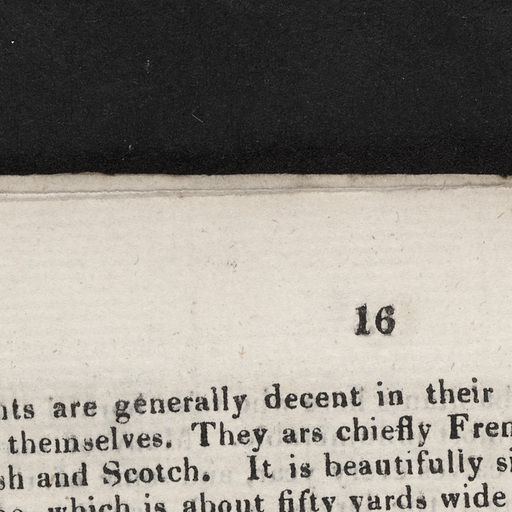 16
nts are generally decent in their
themselves. They ars chiefly Fren
sh and Scotch. It is beautifully si
which is about fifty yards wide